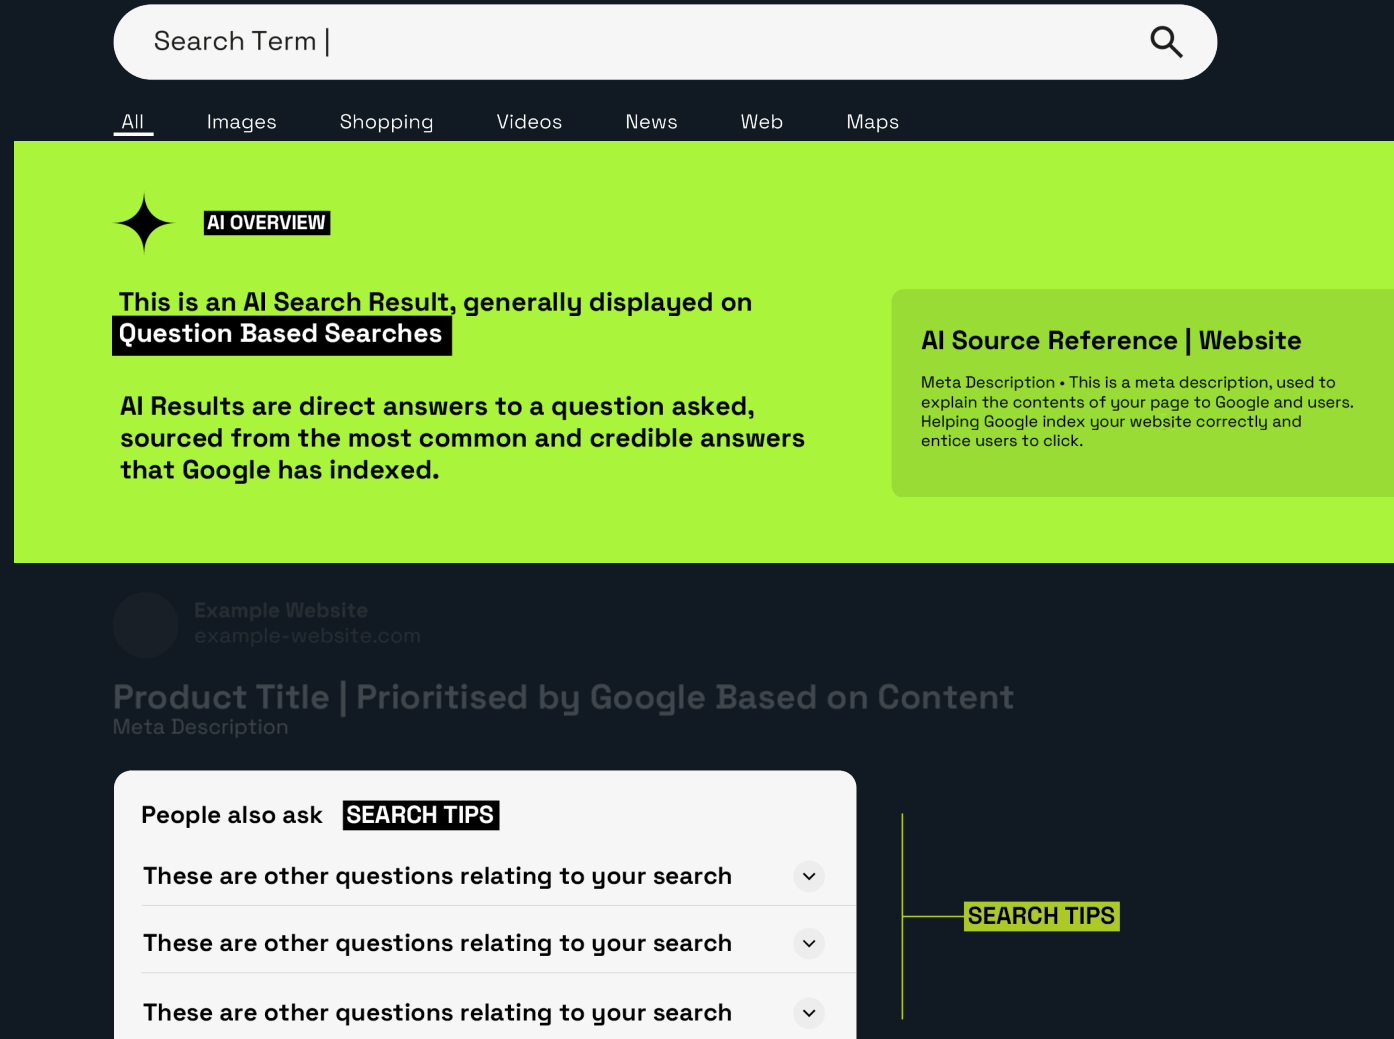 Search Term |
All Images Shopping Videos News Web Maps
AI OVERVIEW
This is an AI Search Result, generally displayed on
Question Based Searches
AI Results are direct answers to a question asked,
sourced from the most common and credible answers
that Google has indexed.
AI Source Reference | Website
Meta Description • This is a meta description, used to
explain the contents of your page to Google and users.
Helping Google index your website correctly and
entice users to click.
Example Website
example-website.com
Product Title | Prioritised by Google Based on Content
Meta Description
People also ask SEARCH TIPS
These are other questions relating to your search
These are other questions relating to your search
These are other questions relating to your search
SEARCH TIPS